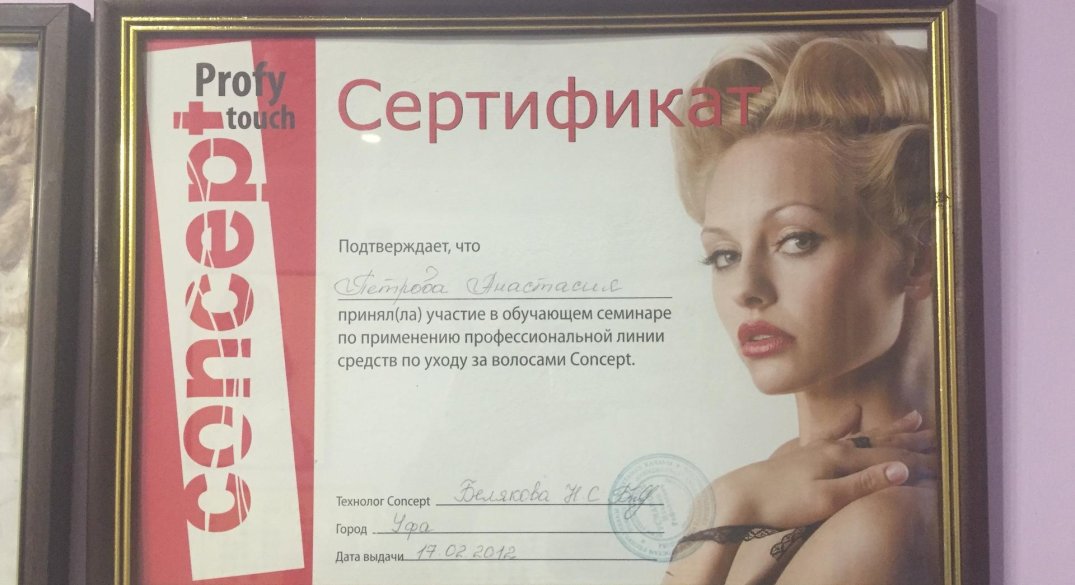 Profy
touch
concept
Сертификат
Подтверждает, что
Петрова Анастасия
принял(ла) участие в обучающем семинаре
по применению профессиональной линии
средств по уходу за волосами Concept.
Технолог Concept Белякова Н С
Город Уфа
Дата выдачи 17.02.2012